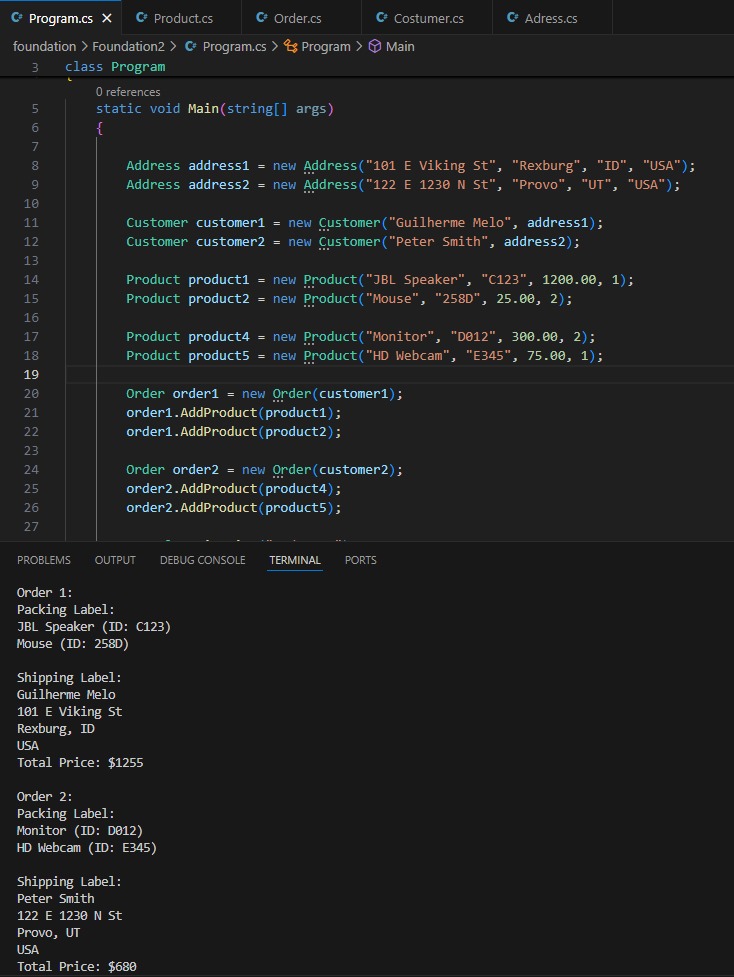 Program.cs
Product.cs
Order.cs
Costumer.cs
Adress.cs
foundation > Foundation2 > Program.cs > Program > Main
3 class Program
0 references
5 static void Main(string[] args)
6 {
7
8 Address address1 = new Address("101 E Viking St", "Rexburg", "ID", "USA");
9 Address address2 = new Address("122 E 1230 N St", "Provo", "UT", "USA");
10
11 Customer customer1 = new Customer("Guilherme Melo", address1);
12 Customer customer2 = new Customer("Peter Smith", address2);
13
14 Product product1 = new Product("JBL Speaker", "C123", 1200.00, 1);
15 Product product2 = new Product("Mouse", "258D", 25.00, 2);
16
17 Product product4 = new Product("Monitor", "D012", 300.00, 2);
18 Product product5 = new Product("HD Webcam", "E345", 75.00, 1);
19
20 Order order1 = new Order(customer1);
21 order1.AddProduct(product1);
22 order1.AddProduct(product2);
23
24 Order order2 = new Order(customer2);
25 order2.AddProduct(product4);
26 order2.AddProduct(product5);
27
PROBLEMS OUTPUT DEBUG CONSOLE TERMINAL PORTS
Order 1:
Packing Label:
JBL Speaker (ID: C123)
Mouse (ID: 258D)
Shipping Label:
Guilherme Melo
101 E Viking St
Rexburg, ID
USA
Total Price: $1255
Order 2:
Packing Label:
Monitor (ID: D012)
HD Webcam (ID: E345)
Shipping Label:
Peter Smith
122 E 1230 N St
Provo, UT
USA
Total Price: $680